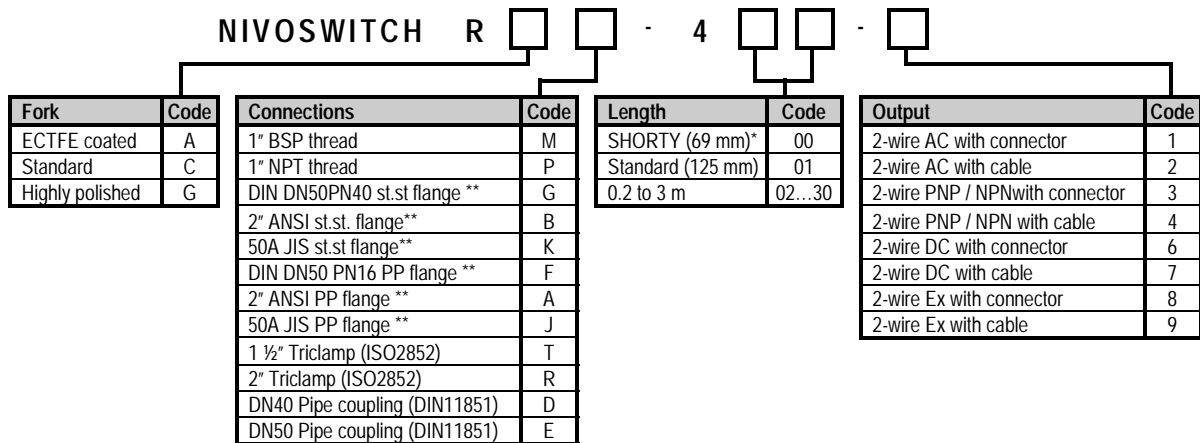 NIVOSWITCH R □ □ - 4 □ □ - □
Fork Code
ECTFE coated A
Standard C
Highly polished G
Connections Code
1″ BSP thread M
1″ NPT thread P
DIN DN50PN40 st.st flange ** G
2″ ANSI st.st. flange** B
50A JIS st.st flange** K
DIN DN50 PN16 PP flange ** F
2″ ANSI PP flange ** A
50A JIS PP flange ** J
1 ½″ Triclamp (ISO2852) T
2″ Triclamp (ISO2852) R
DN40 Pipe coupling (DIN11851) D
DN50 Pipe coupling (DIN11851) E
Length Code
SHORTY (69 mm)* 00
Standard (125 mm) 01
0.2 to 3 m 02…30
Output Code
2-wire AC with connector 1
2-wire AC with cable 2
2-wire PNP / NPNwith connector 3
2-wire PNP / NPN with cable 4
2-wire DC with connector 6
2-wire DC with cable 7
2-wire Ex with connector 8
2-wire Ex with cable 9